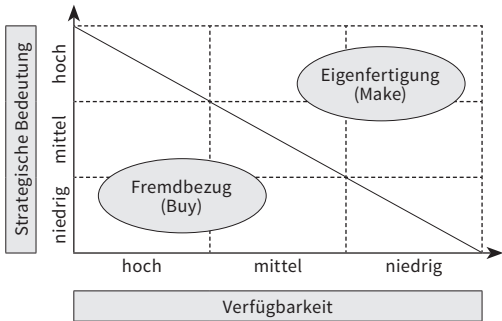 Strategische Bedeutung
hoch
mittel
niedrig
Eigenfertigung
(Make)
Fremdbezug
(Buy)
hoch
mittel
niedrig
Verfügbarkeit